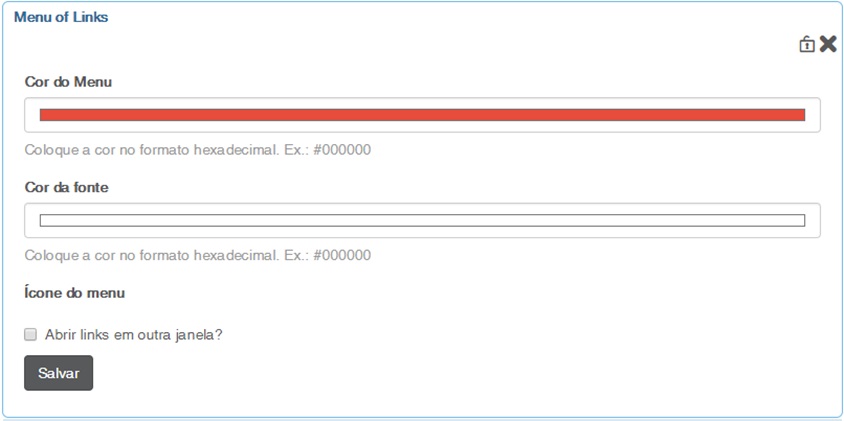 Menu of Links
Cor do Menu
Coloque a cor no formato hexadecimal. Ex.: #000000
Cor da fonte
Coloque a cor no formato hexadecimal. Ex.: #000000
Ícone do menu
Abrir links em outra janela?
Salvar